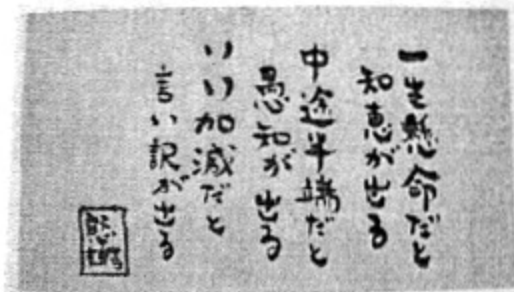 一生懸命だと
知恵が出る
中途半端だと
愚知が出る
いい加減だと
言い訳が出る